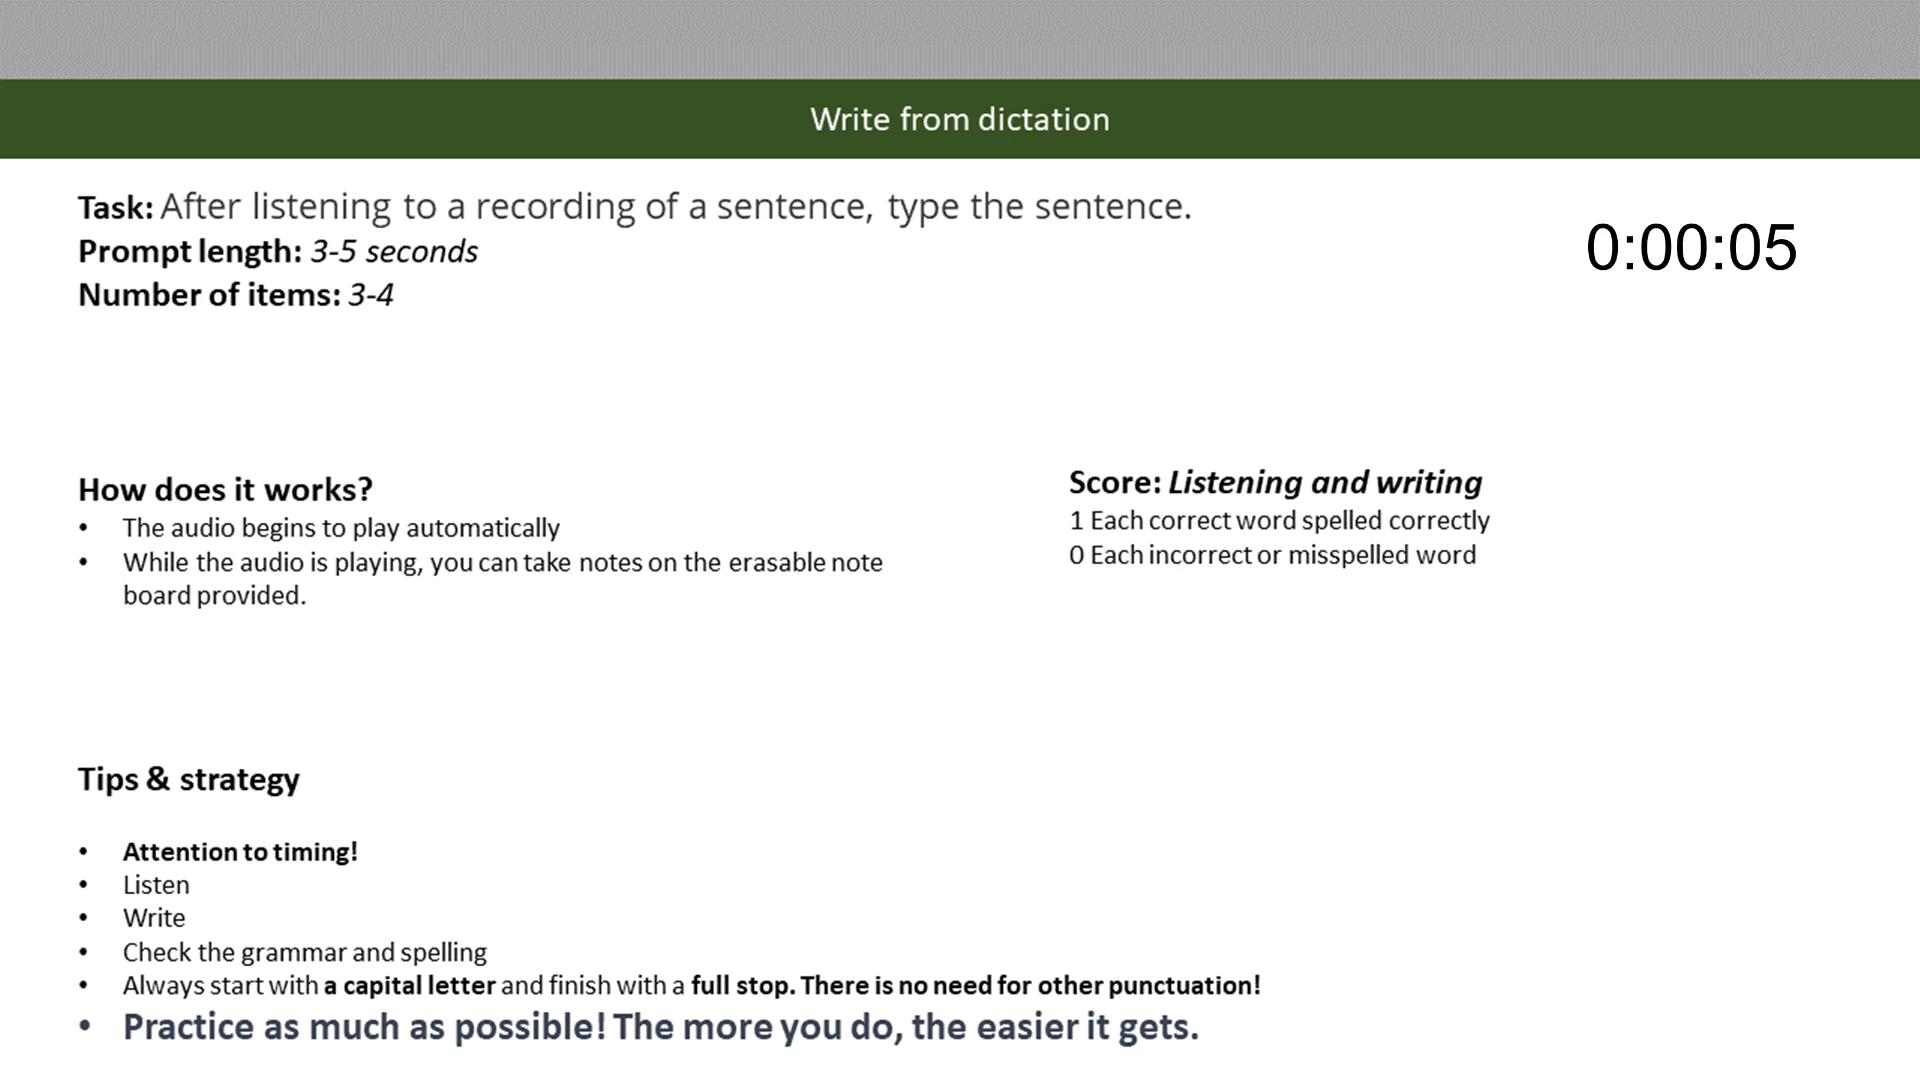 Write from dictation
Task: After listening to a recording of a sentence, type the sentence.
Prompt length: 3-5 seconds
Number of items: 3-4
0:00:05
How does it works?
• The audio begins to play automatically
• While the audio is playing, you can take notes on the erasable note
board provided.
Score: Listening and writing
1 Each correct word spelled correctly
0 Each incorrect or misspelled word
Tips & strategy
• Attention to timing!
• Listen
• Write
• Check the grammar and spelling
• Always start with a capital letter and finish with a full stop. There is no need for other punctuation!
• Practice as much as possible! The more you do, the easier it gets.